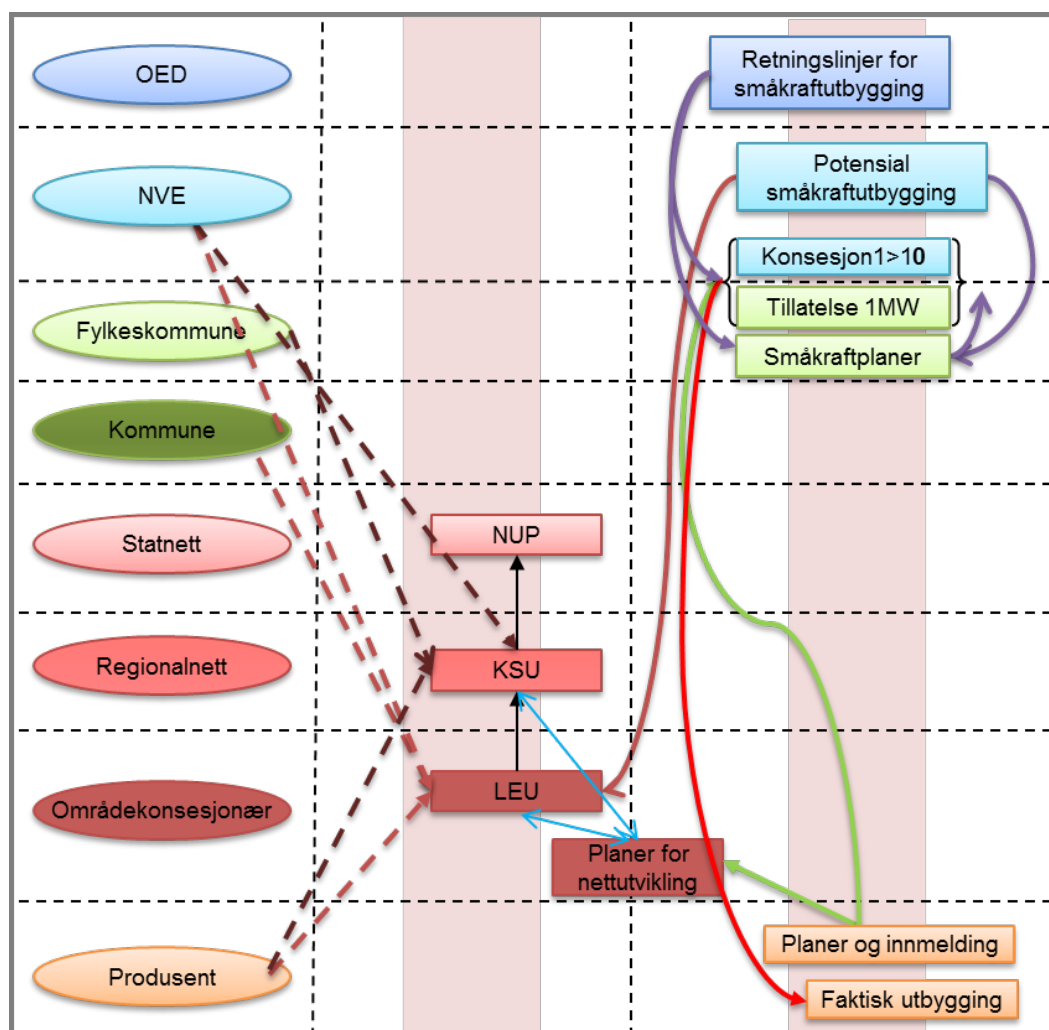 OED
Retningslinjer for
småkraftutbygging
NVE
Potensial
småkraftutbygging
Konsesjon1>10
Fylkeskommune
Tillatelse 1MW
Småkraftplaner
Kommune
Statnett
NUP
Regionalnett
KSU
Områdekonsesjonær
LEU
Planer for
nettutvikling
Produsent
Planer og innmelding
Faktisk utbygging